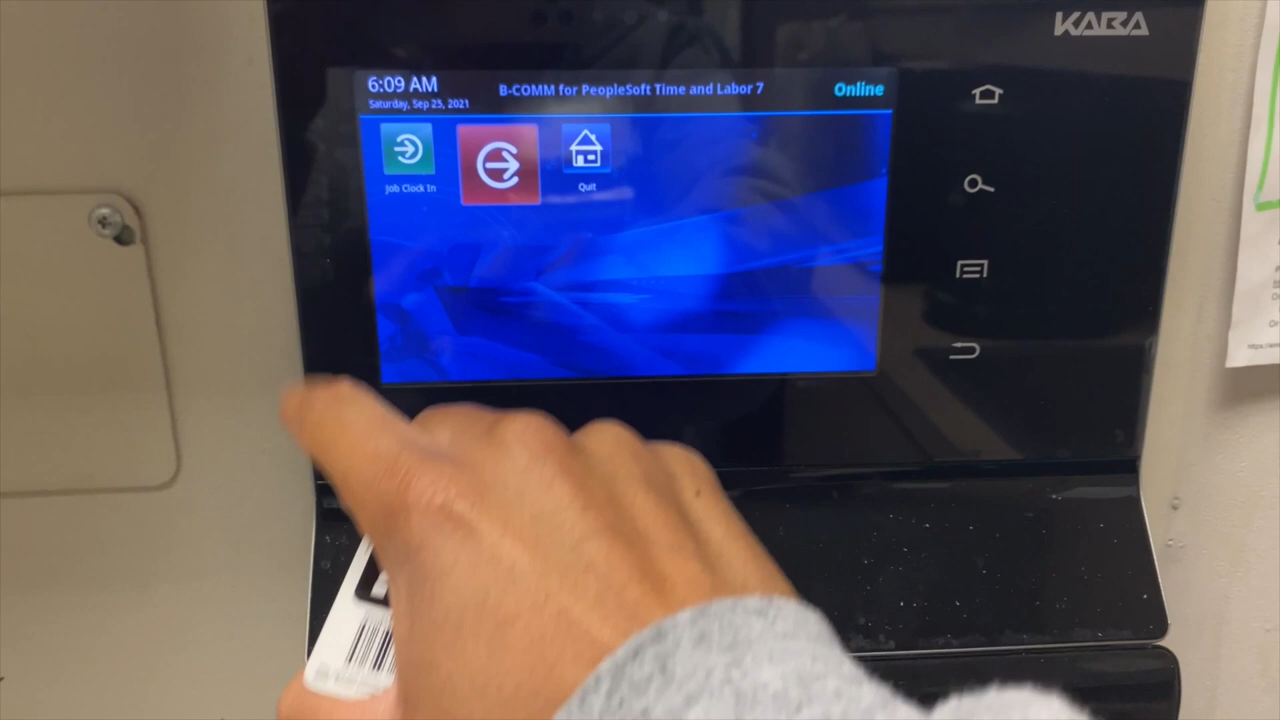 KABA
6:09 AM
B-COMM for PeopleSoft Time and Labor 7
Online
Saturday, Sep 25, 2021
Job Clock In
Quit